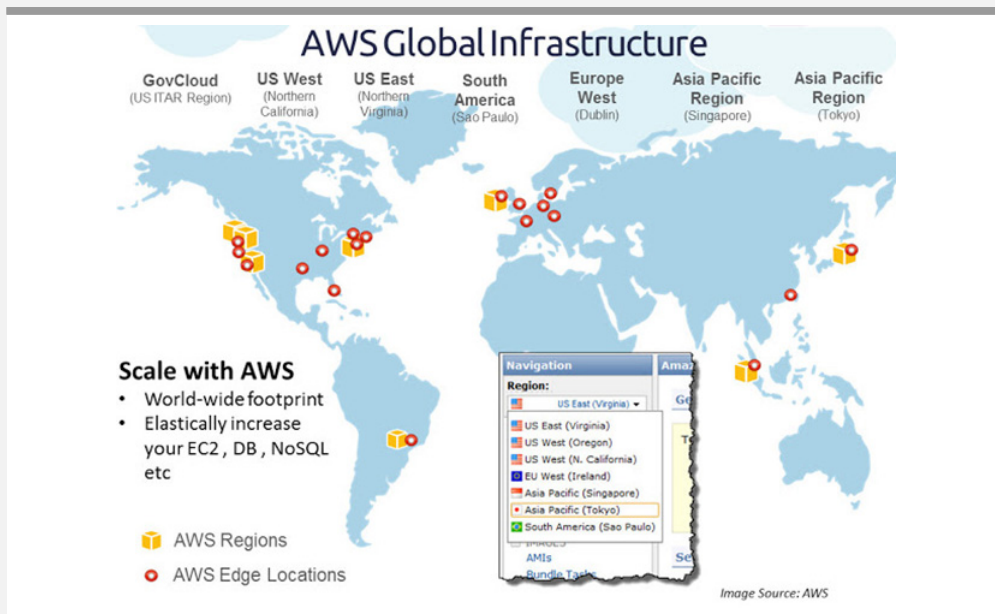 AWS Global Infrastructure
GovCloud
(US ITAR Region)
US West
(Northern
California)
US East
(Northern
Virginia)
South
America
(Sao Paulo)
Europe
West
(Dublin)
Asia Pacific
Region
(Singapore)
Asia Pacific
Region
(Tokyo)
Scale with AWS
• World-wide footprint
• Elastically increase
your EC2 , DB , NoSQL
etc
AWS Regions
AWS Edge Locations
Navigation
Region:
US East (Virginia)
US East (Virginia)
US West (Oregon)
US West (N. California)
EU West (Ireland)
Asia Pacific (Singapore)
Asia Pacific (Tokyo)
South America (Sao Paulo)
IMAGES
AMIs
Bundle Tasks
Amaz
Ge
Se
Image Source: AWS